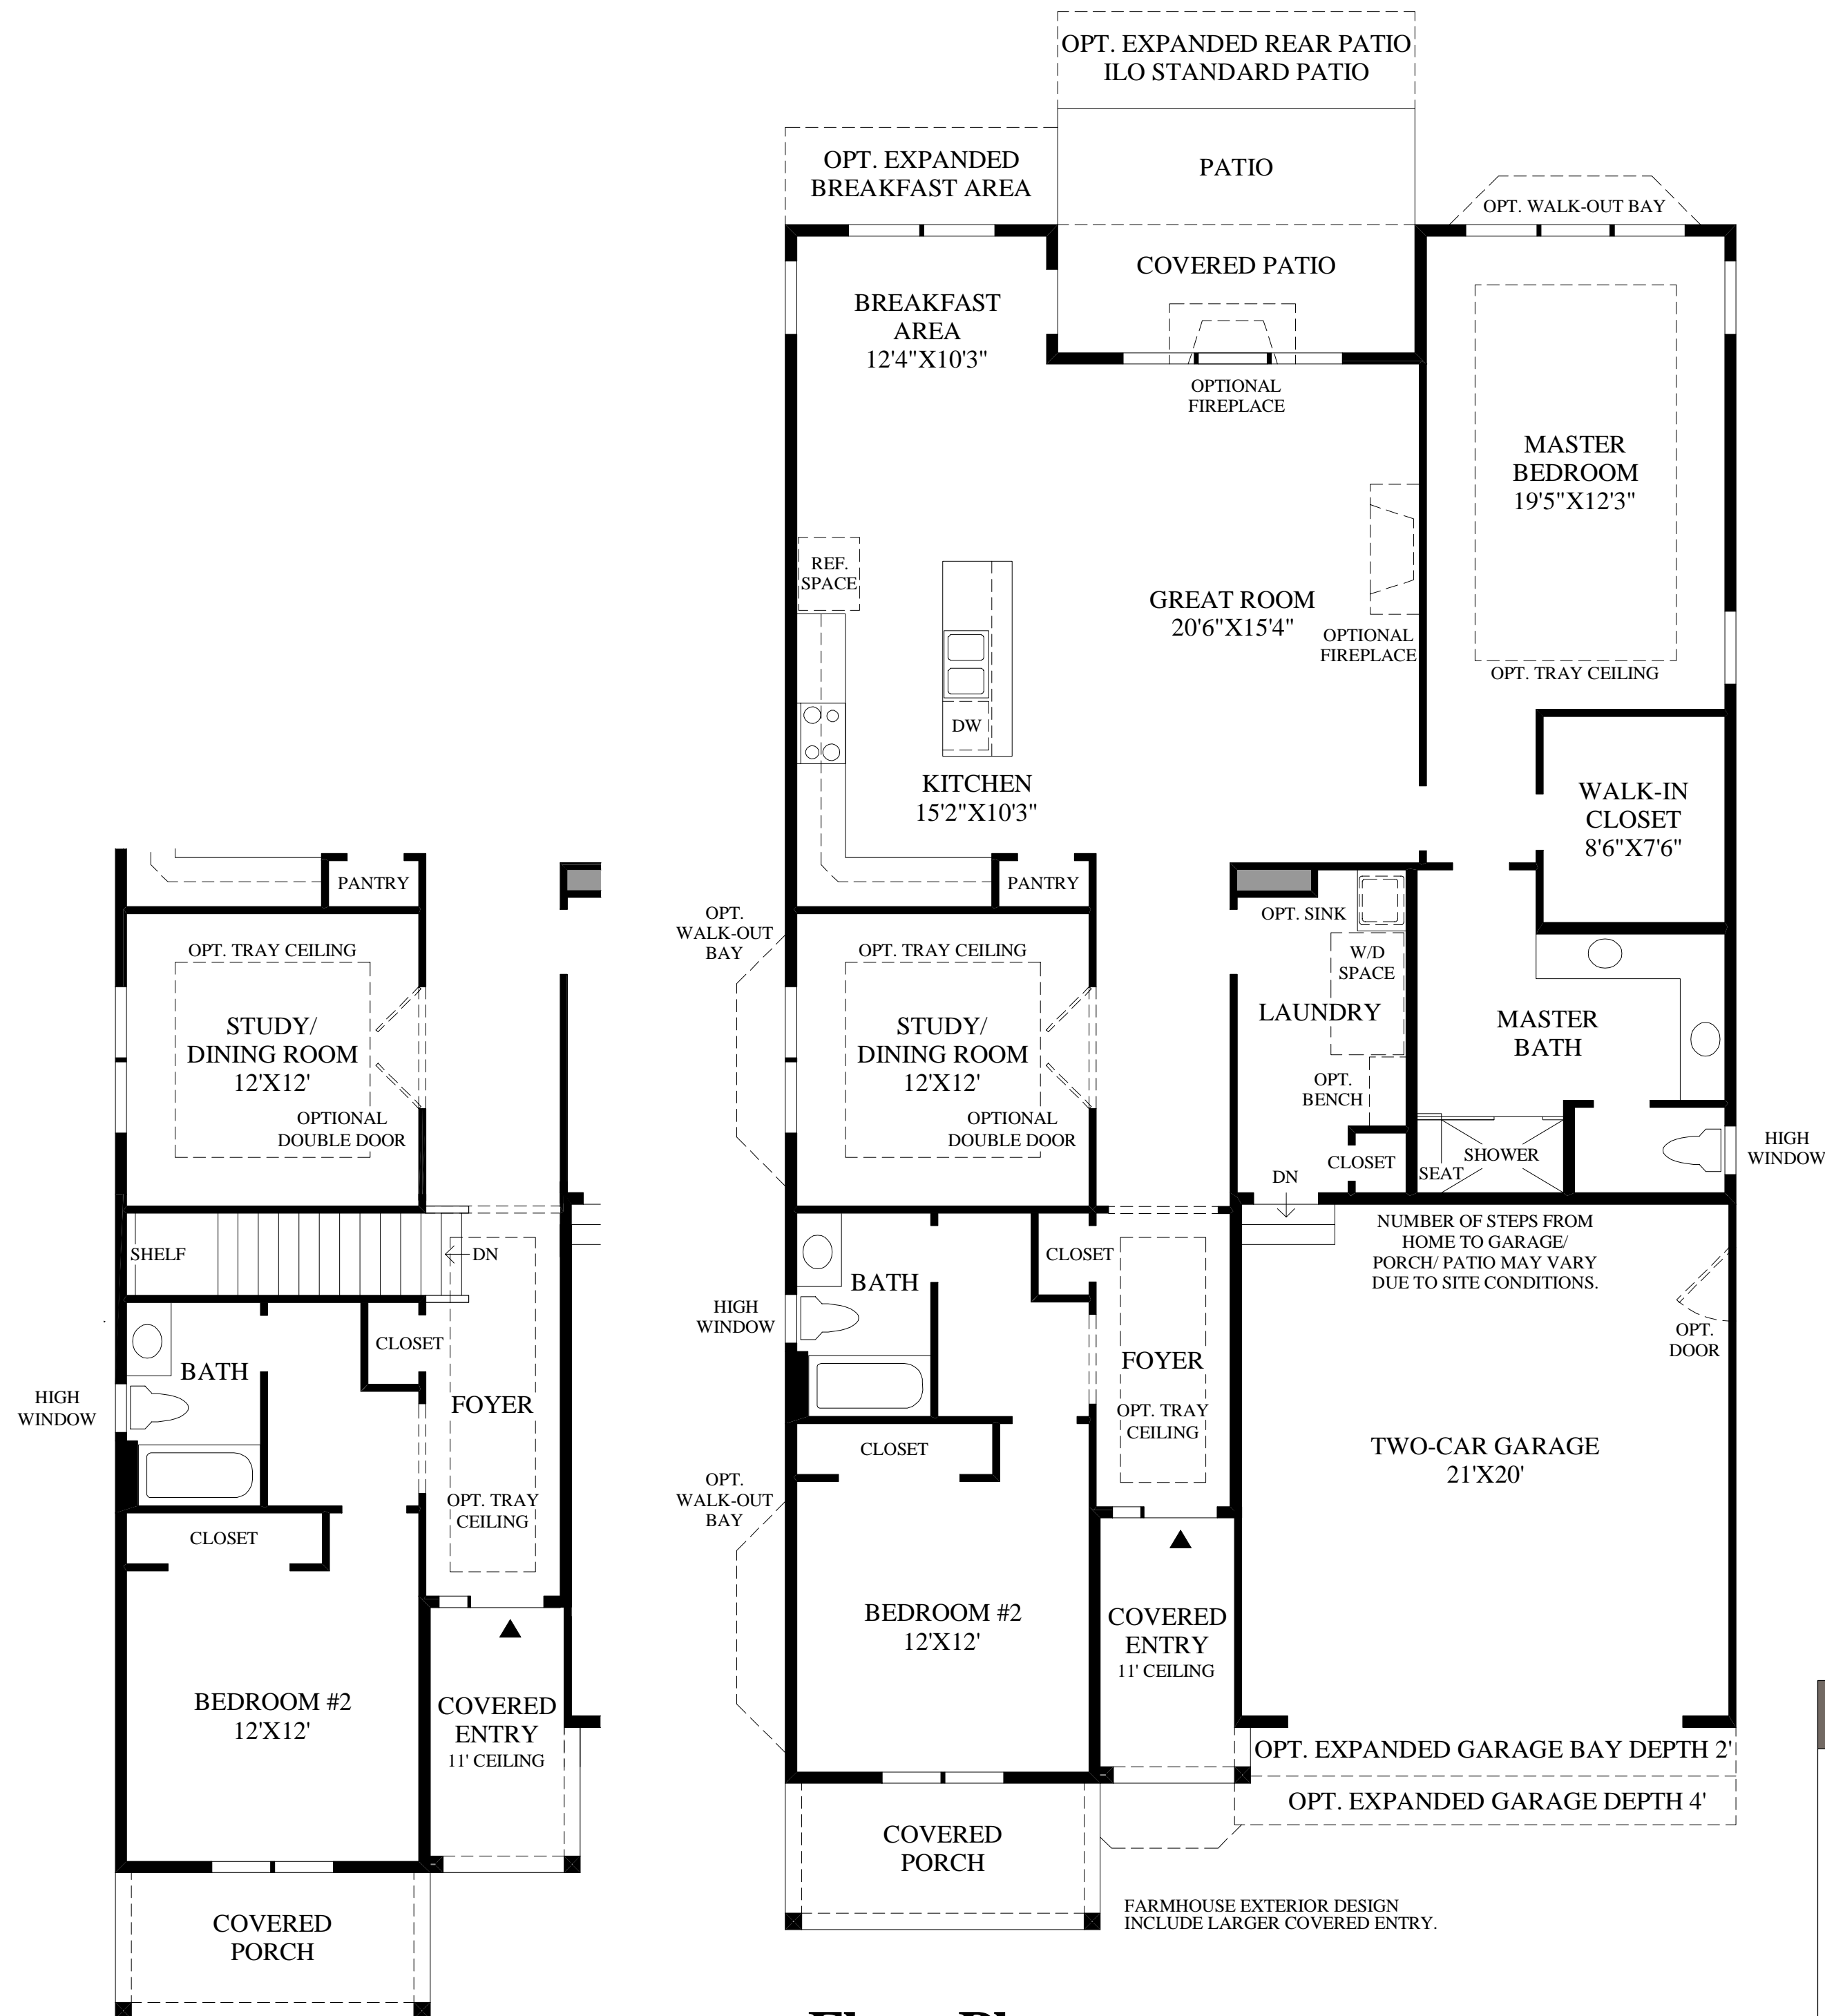 OPT. EXPANDED REAR PATIO
ILO STANDARD PATIO
OPT. EXPANDED
BREAKFAST AREA
PATIO
OPT. WALK-OUT BAY
COVERED PATIO
BREAKFAST
AREA
12'4"X10'3"
OPTIONAL
FIREPLACE
MASTER
BEDROOM
19'5"X12'3"
REF.
SPACE
GREAT ROOM
20'6"X15'4"
OPTIONAL
FIREPLACE
OPT. TRAY CEILING
DW
KITCHEN
15'2"X10'3"
WALK-IN
CLOSET
8'6"X7'6"
PANTRY
OPT.
WALK-OUT
BAY
OPT. SINK
W/D
SPACE
OPT. TRAY CEILING
LAUNDRY
STUDY/
DINING ROOM
12'X12'
OPTIONAL
DOUBLE DOOR
MASTER
BATH
OPT.
BENCH
CLOSET
DN
SEAT
SHOWER
HIGH
WINDOW
NUMBER OF STEPS FROM
HOME TO GARAGE/
PORCH/ PATIO MAY VARY
DUE TO SITE CONDITIONS.
CLOSET
BATH
HIGH
WINDOW
OPT.
DOOR
FOYER
OPT. TRAY
CEILING
CLOSET
TWO-CAR GARAGE
21'X20'
OPT.
WALK-OUT
BAY
BEDROOM #2
12'X12'
COVERED
ENTRY
11' CEILING
OPT. EXPANDED GARAGE BAY DEPTH 2'
OPT. EXPANDED GARAGE DEPTH 4'
COVERED
PORCH
FARMHOUSE EXTERIOR DESIGN
INCLUDE LARGER COVERED ENTRY.
PANTRY
OPT. TRAY CEILING
STUDY/
DINING ROOM
12'X12'
OPTIONAL
DOUBLE DOOR
SHELF
DN
CLOSET
BATH
HIGH
WINDOW
FOYER
OPT. TRAY
CEILING
CLOSET
BEDROOM #2
12'X12'
COVERED
ENTRY
11' CEILING
COVERED
PORCH